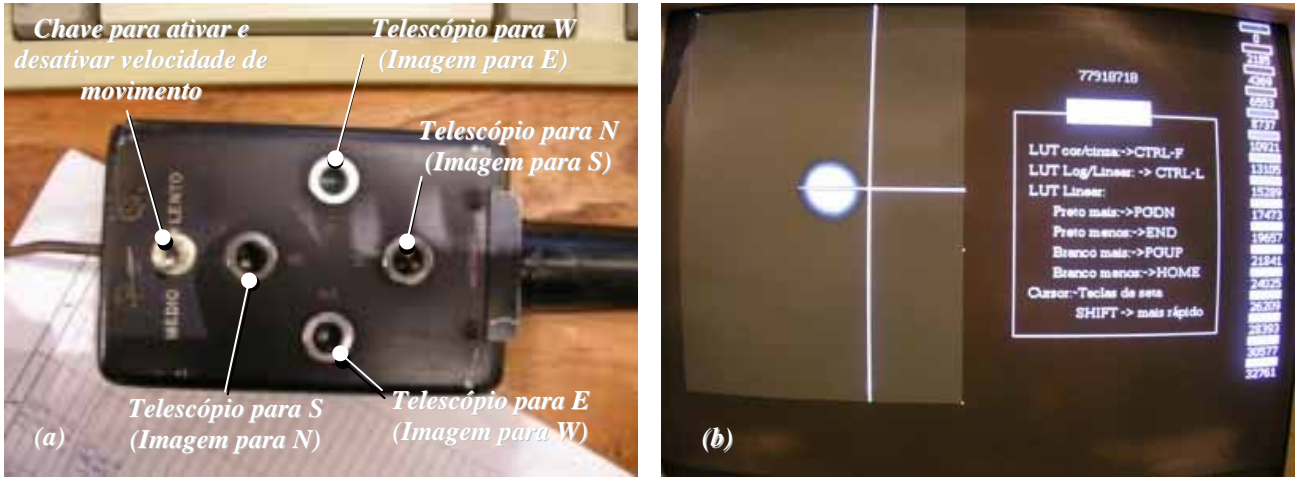 Chave para ativar e
desativar velocidade de
movimento
Telescópio para W
(Imagem para E)
Telescópio para N
(Imagem para S)
LENTO
MEDIO
Telescópio para S
(Imagem para N)
Telescópio para E
(Imagem para W)
(a)
77918718
LUT cor/cinza:->CTRL-F
LUT Log/Linear: -> CTRL-L
LUT Linear:
Preto mais:->PGDN
Preto menos:->END
Branco mais:->PGUP
Branco menos:->HOME
Cursor:-Teclas de seta
SHIFT -> mais rápido
0
2185
4369
6553
8737
10921
13105
15289
17473
19657
21841
24025
26209
28393
30577
32761
(b)